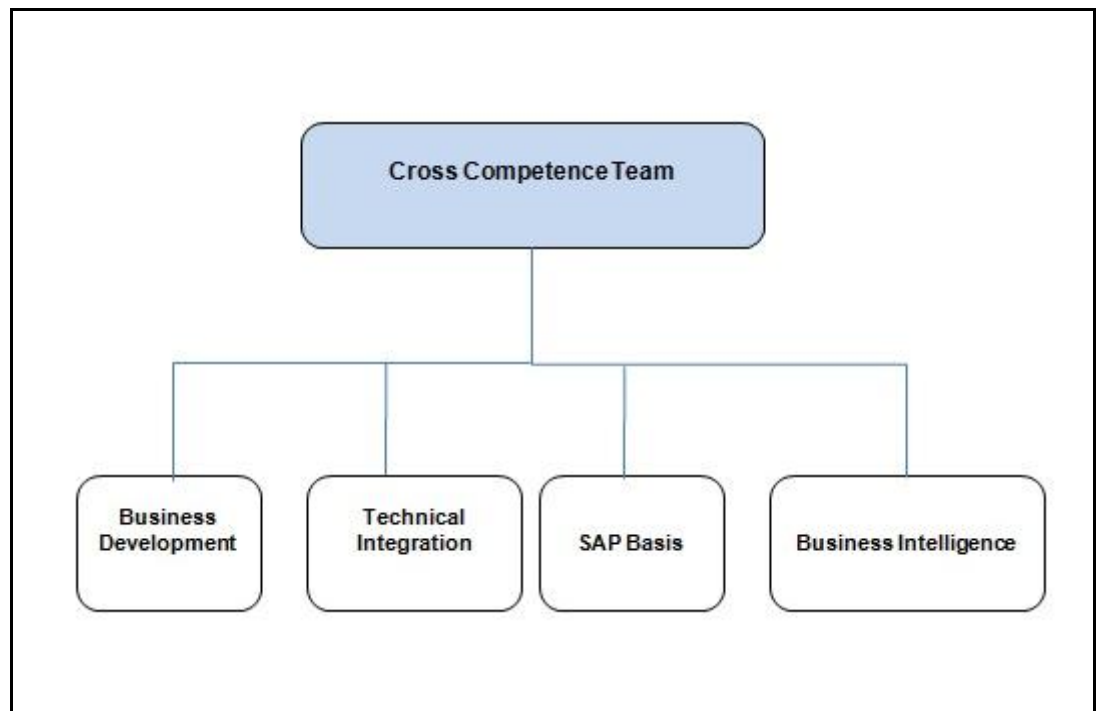 Cross Competence Team
Business
Development
Technical
Integration
SAP Basis
Business Intelligence